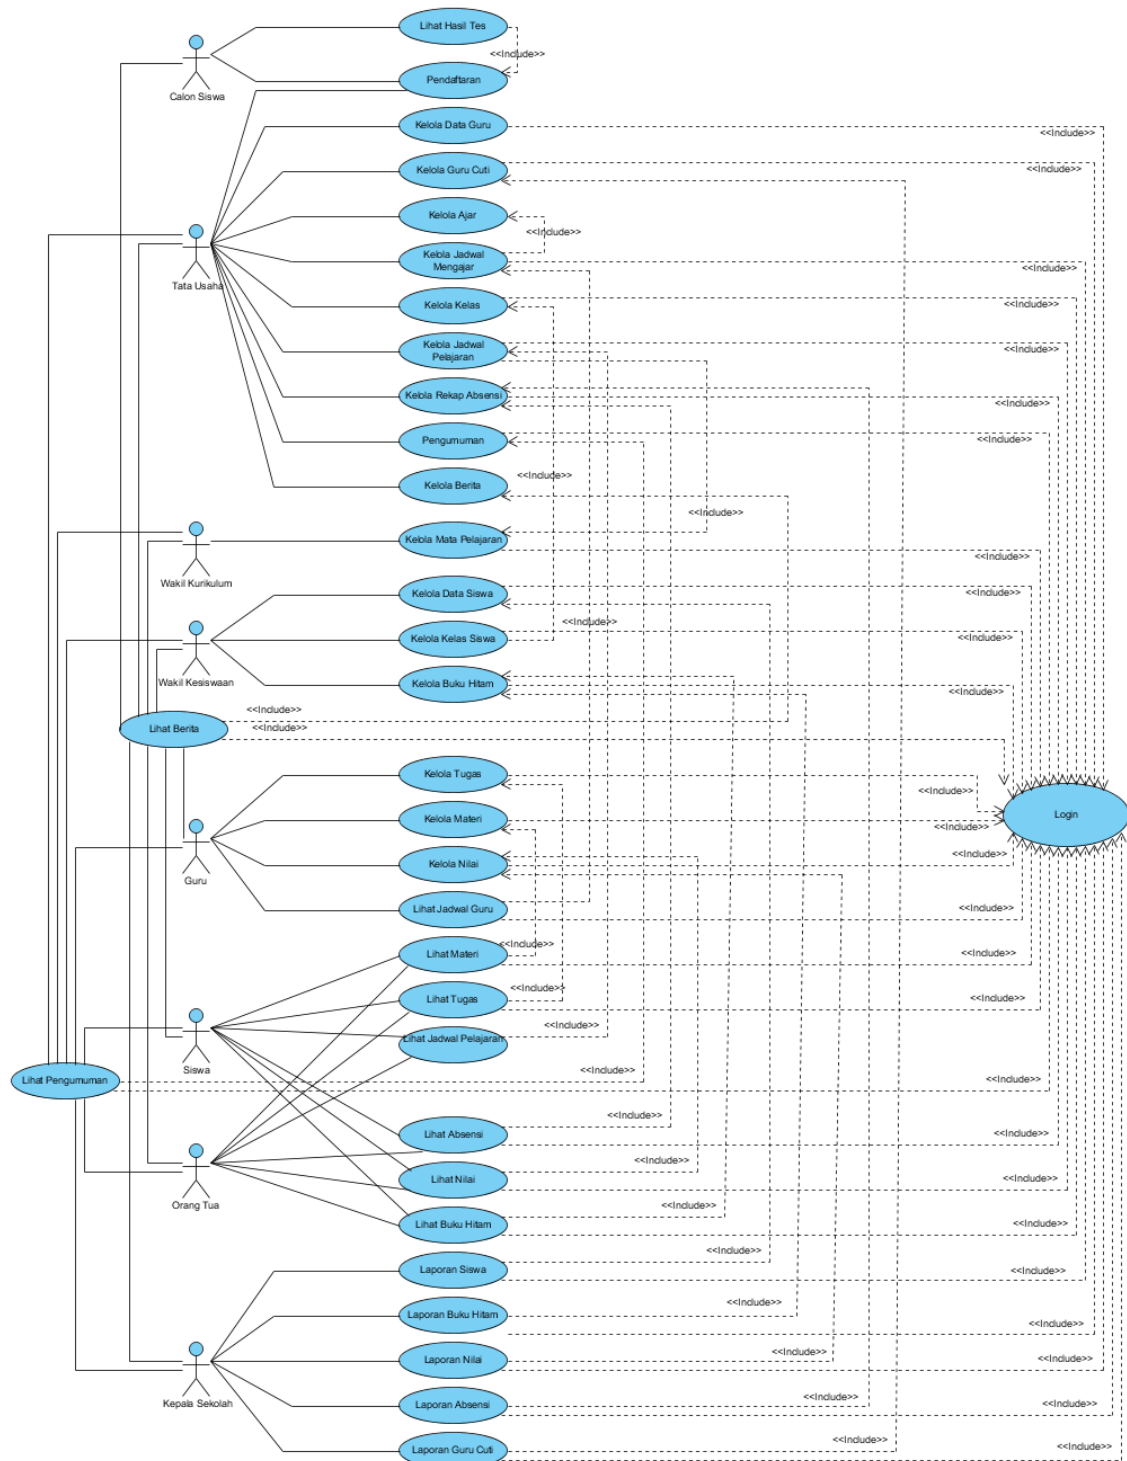 Lihat Hasil Tes
<<Include>>
Calon Siswa
Pendaftaran
Kelola Data Guru
<<Include>>
Kelola Guru Cuti
<<Include>>
Kelola Ajar
<<Include>>
Tata Usaha
Kelola Jadwal
Mengajar
<<Include>>
Kelola Kelas
<<Include>>
Kelola Jadwal
Pelajaran
<<Include>>
Kelola Rekap Absensi
<<Include>>
Pengumuman
<<Include>>
<<Include>>
Kelola Berita
<<Include>>
Wakil Kurikulum
Kelola Mata Pelajaran
<<Include>>
Kelola Data Siswa
<<Include>>
<<Include>>
Wakil Kesiswaan
Kelola Kelas Siswa
<<Include>>
Kelola Buku Hitam
<<Include>>
<<Include>>
Lihat Berita
<<Include>>
Kelola Tugas
<<Include>>
Kelola Materi
<<Include>>
Login
Guru
Kelola Nilai
<<Include>>
Lihat Jadwal Guru
<<Include>>
<<Include>>
Lihat Materi
<<Include>>
<<Include>>
Lihat Tugas
<<Include>>
Siswa
Lihat Jadwal Pelajaran
<<Include>>
Lihat Pengumuman
<<Include>>
<<Include>>
Lihat Absensi
<<Include>>
<<Include>>
Orang Tua
Lihat Nilai
<<Include>>
<<Include>>
Lihat Buku Hitam
<<Include>>
<<Include>>
Laporan Siswa
<<Include>>
<<Include>>
Laporan Buku Hitam
<<Include>>
<<Include>>
Kepala Sekolah
Laporan Nilai
<<Include>>
<<Include>>
Laporan Absensi
<<Include>>
<<Include>>
Laporan Guru Cuti
<<Include>>
<<Include>>